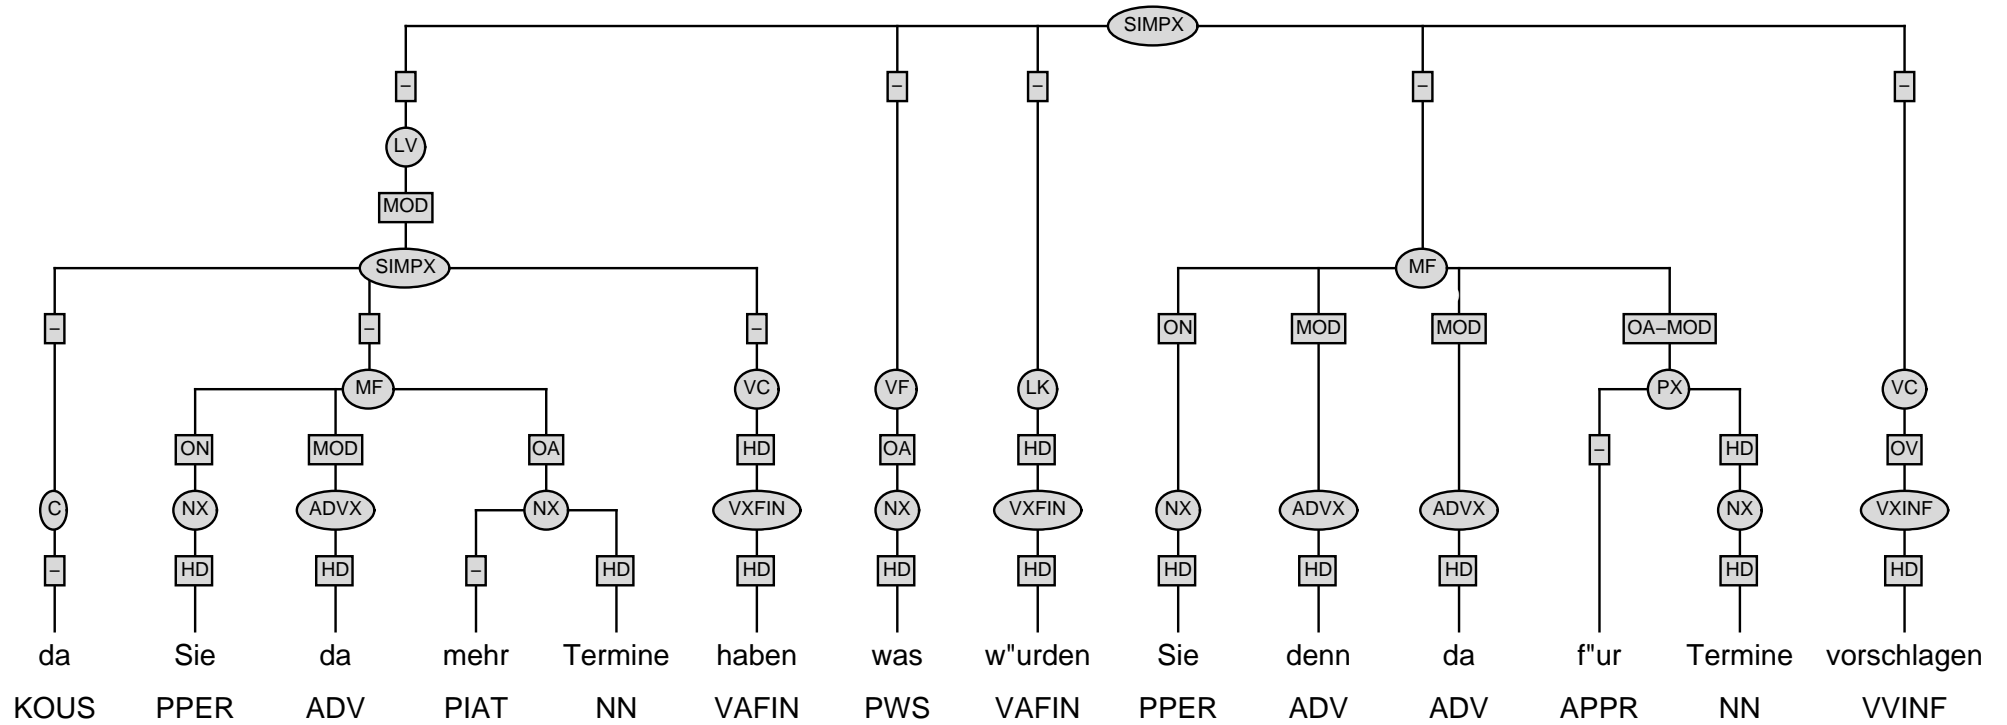 SIMPX
– – – – –
LV
MOD
SIMPX MF
– – – ON MOD MOD OA–MOD
MF VC VF LK PX VC
ON MOD OA HD OA HD – HD OV
C NX ADVX NX VXFIN NX VXFIN NX ADVX ADVX NX VXINF
– HD HD – HD HD HD HD HD HD HD HD HD
da Sie da mehr Termine haben was w"urden Sie denn da f"ur Termine vorschlagen
KOUS PPER ADV PIAT NN VAFIN PWS VAFIN PPER ADV ADV APPR NN VVINF